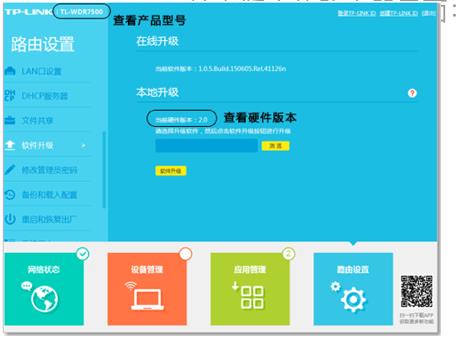 TP-LINK TL-WDR7500 查看产品型号
登录TP-LINK ID 创建TP-LINK ID 退出
路由设置
在线升级
LAN口设置
当前软件版本：1.0.5.Build.150605.Rel.41126n
DHCP服务器
本地升级
文件共享
当前硬件版本：2.0 查看硬件版本
请选择升级软件，然后点击软件升级按钮进行升级
软件升级 >
浏览
修改管理员密码
软件升级
备份和载入配置
重启和恢复出厂
2
网络状态
设备管理
应用管理
路由设置
扫一扫下载APP
获取更多新功能